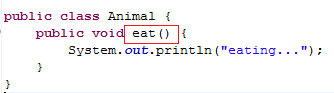 public class Animal {
    public void eat() {
        System.out.println("eating...");
    }
}